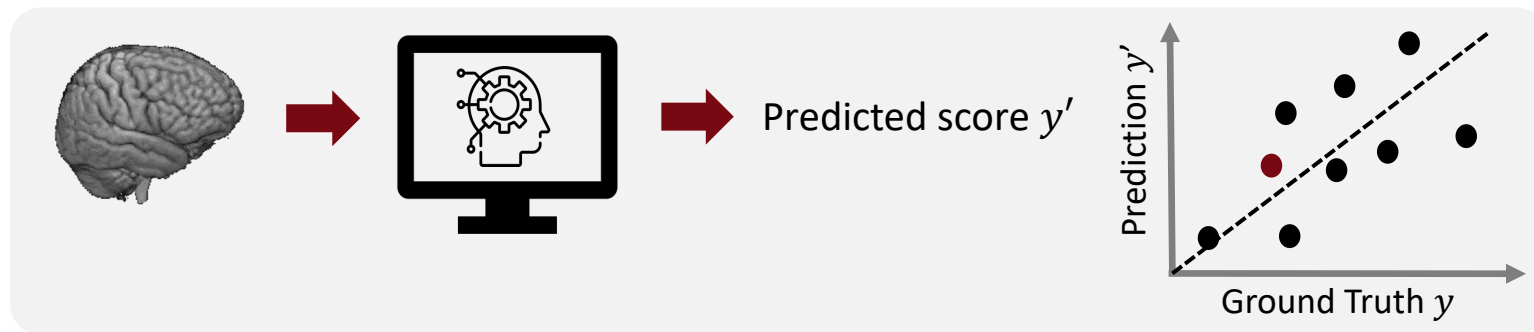 Predicted score y′
Prediction y′
Ground Truth y